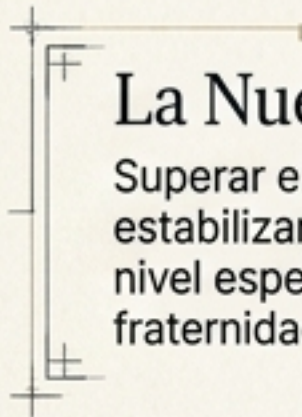 La Nue
Superar e
estabilizar
nivel espe
fraternida